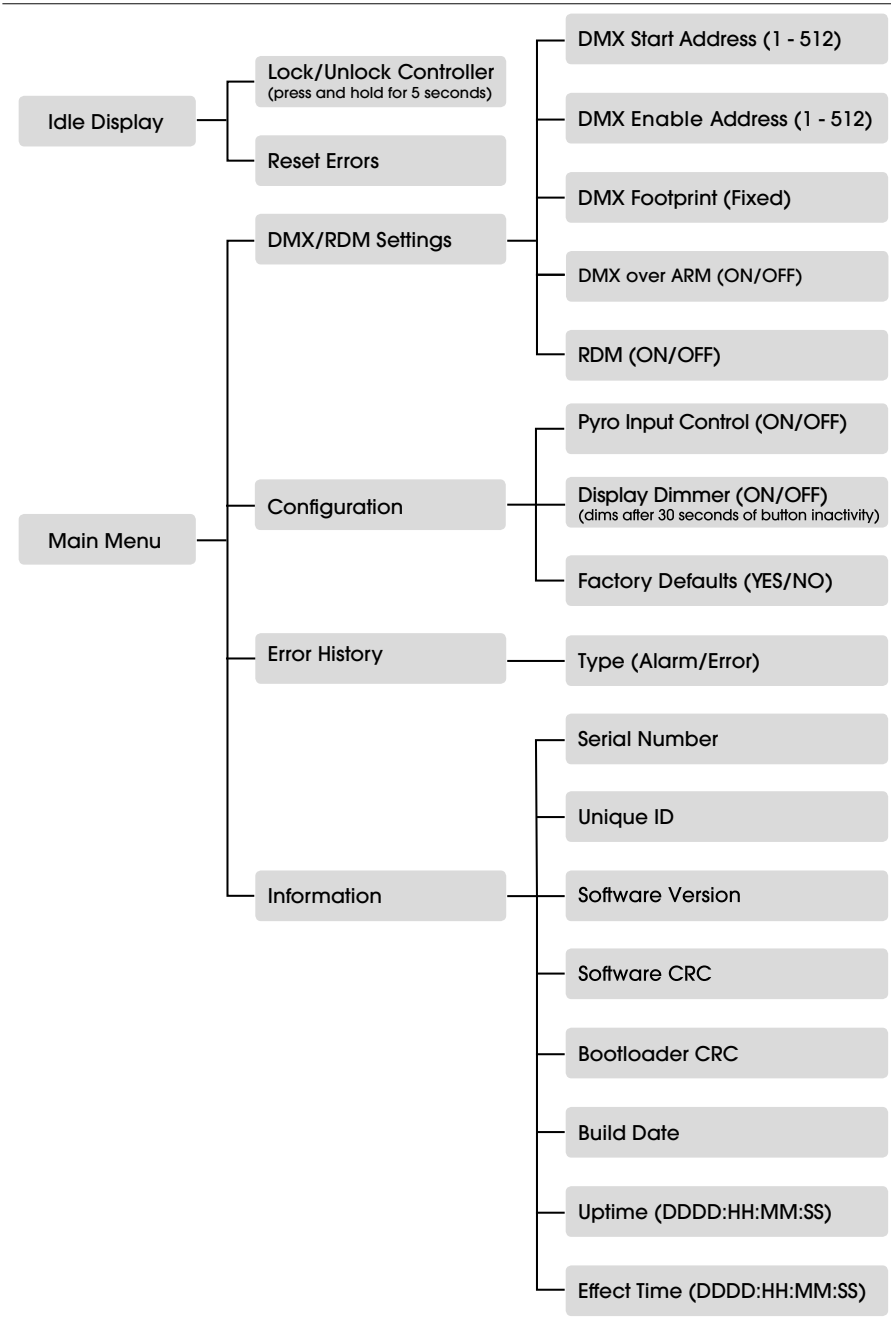 Idle Display
Lock/Unlock Controller
(press and hold for 5 seconds)
Reset Errors
Main Menu
DMX/RDM Settings
DMX Start Address (1 - 512)
DMX Enable Address (1 - 512)
DMX Footprint (Fixed)
DMX over ARM (ON/OFF)
RDM (ON/OFF)
Configuration
Pyro Input Control (ON/OFF)
Display Dimmer (ON/OFF)
(dims after 30 seconds of button inactivity)
Factory Defaults (YES/NO)
Error History
Type (Alarm/Error)
Information
Serial Number
Unique ID
Software Version
Software CRC
Bootloader CRC
Build Date
Uptime (DDDD:HH:MM:SS)
Effect Time (DDDD:HH:MM:SS)